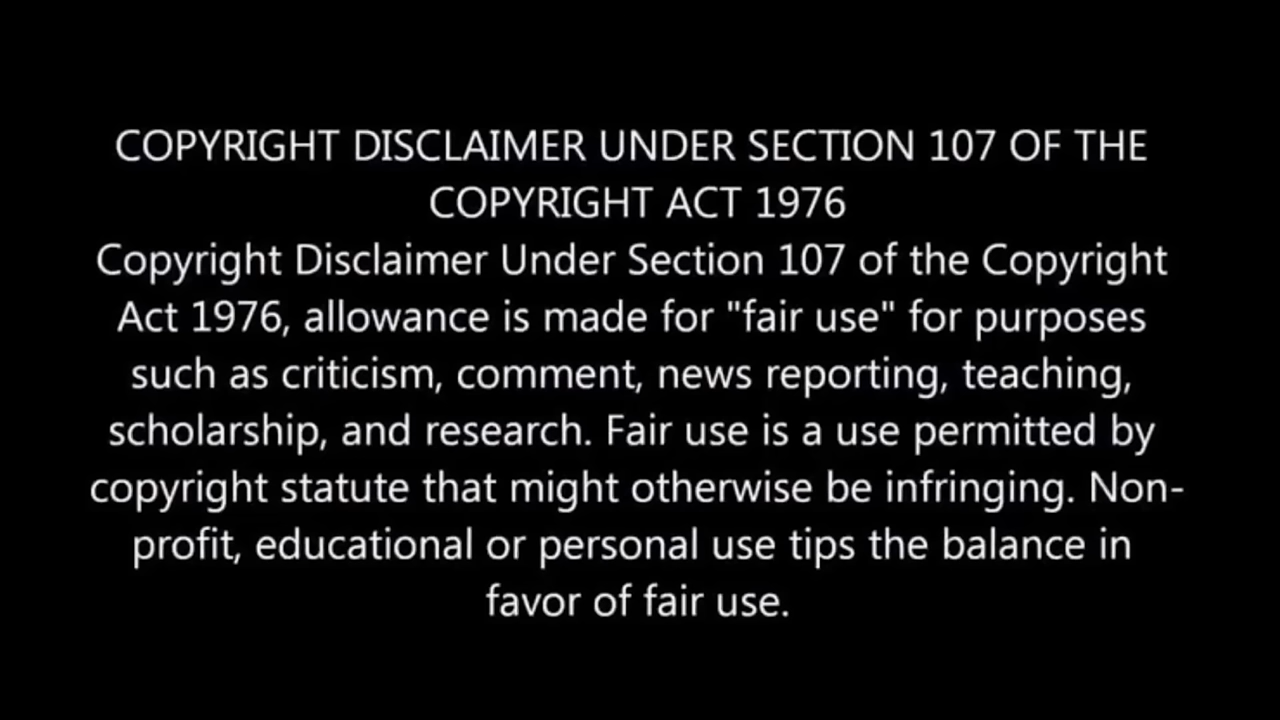 COPYRIGHT DISCLAIMER UNDER SECTION 107 OF THE
COPYRIGHT ACT 1976
Copyright Disclaimer Under Section 107 of the Copyright
Act 1976, allowance is made for "fair use" for purposes
such as criticism, comment, news reporting, teaching,
scholarship, and research. Fair use is a use permitted by
copyright statute that might otherwise be infringing. Non-
profit, educational or personal use tips the balance in
favor of fair use.